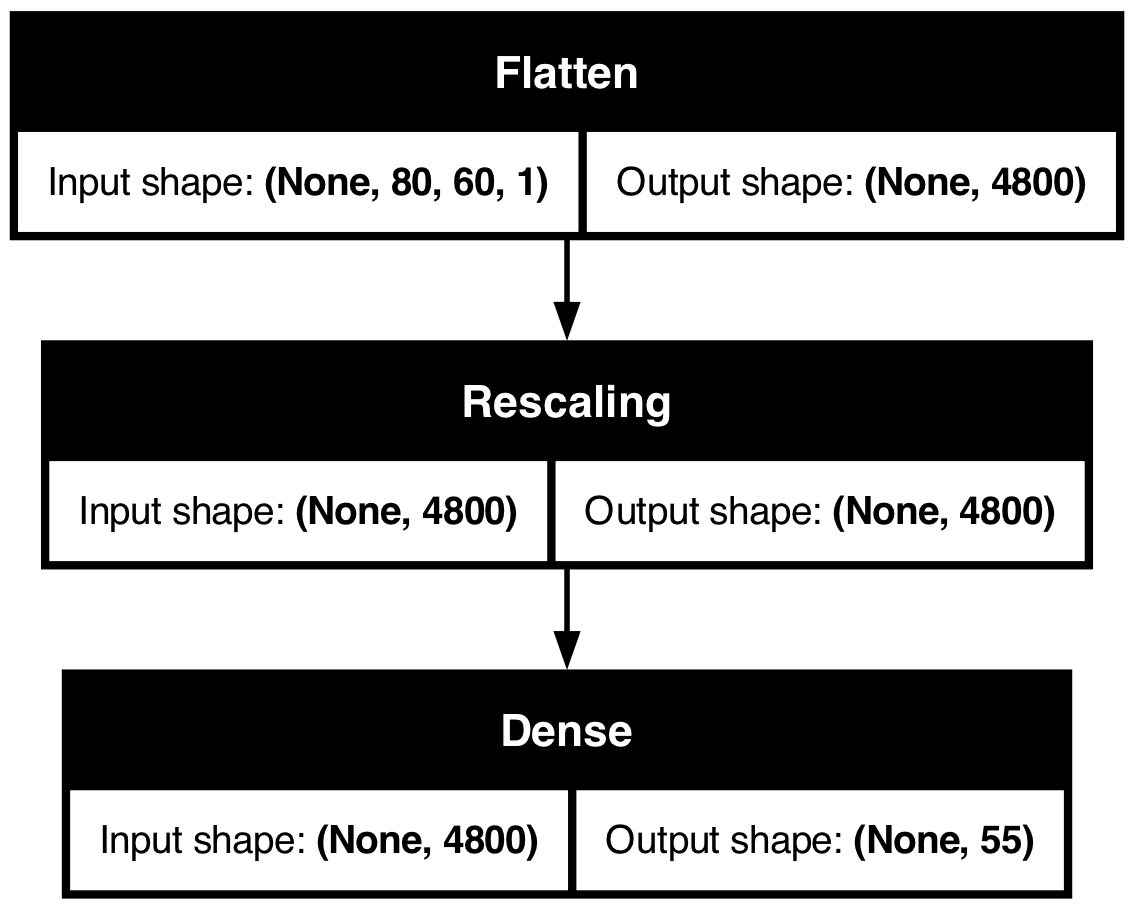 Flatten
Input shape: (None, 80, 60, 1) Output shape: (None, 4800)
Rescaling
Input shape: (None, 4800) Output shape: (None, 4800)
Dense
Input shape: (None, 4800) Output shape: (None, 55)